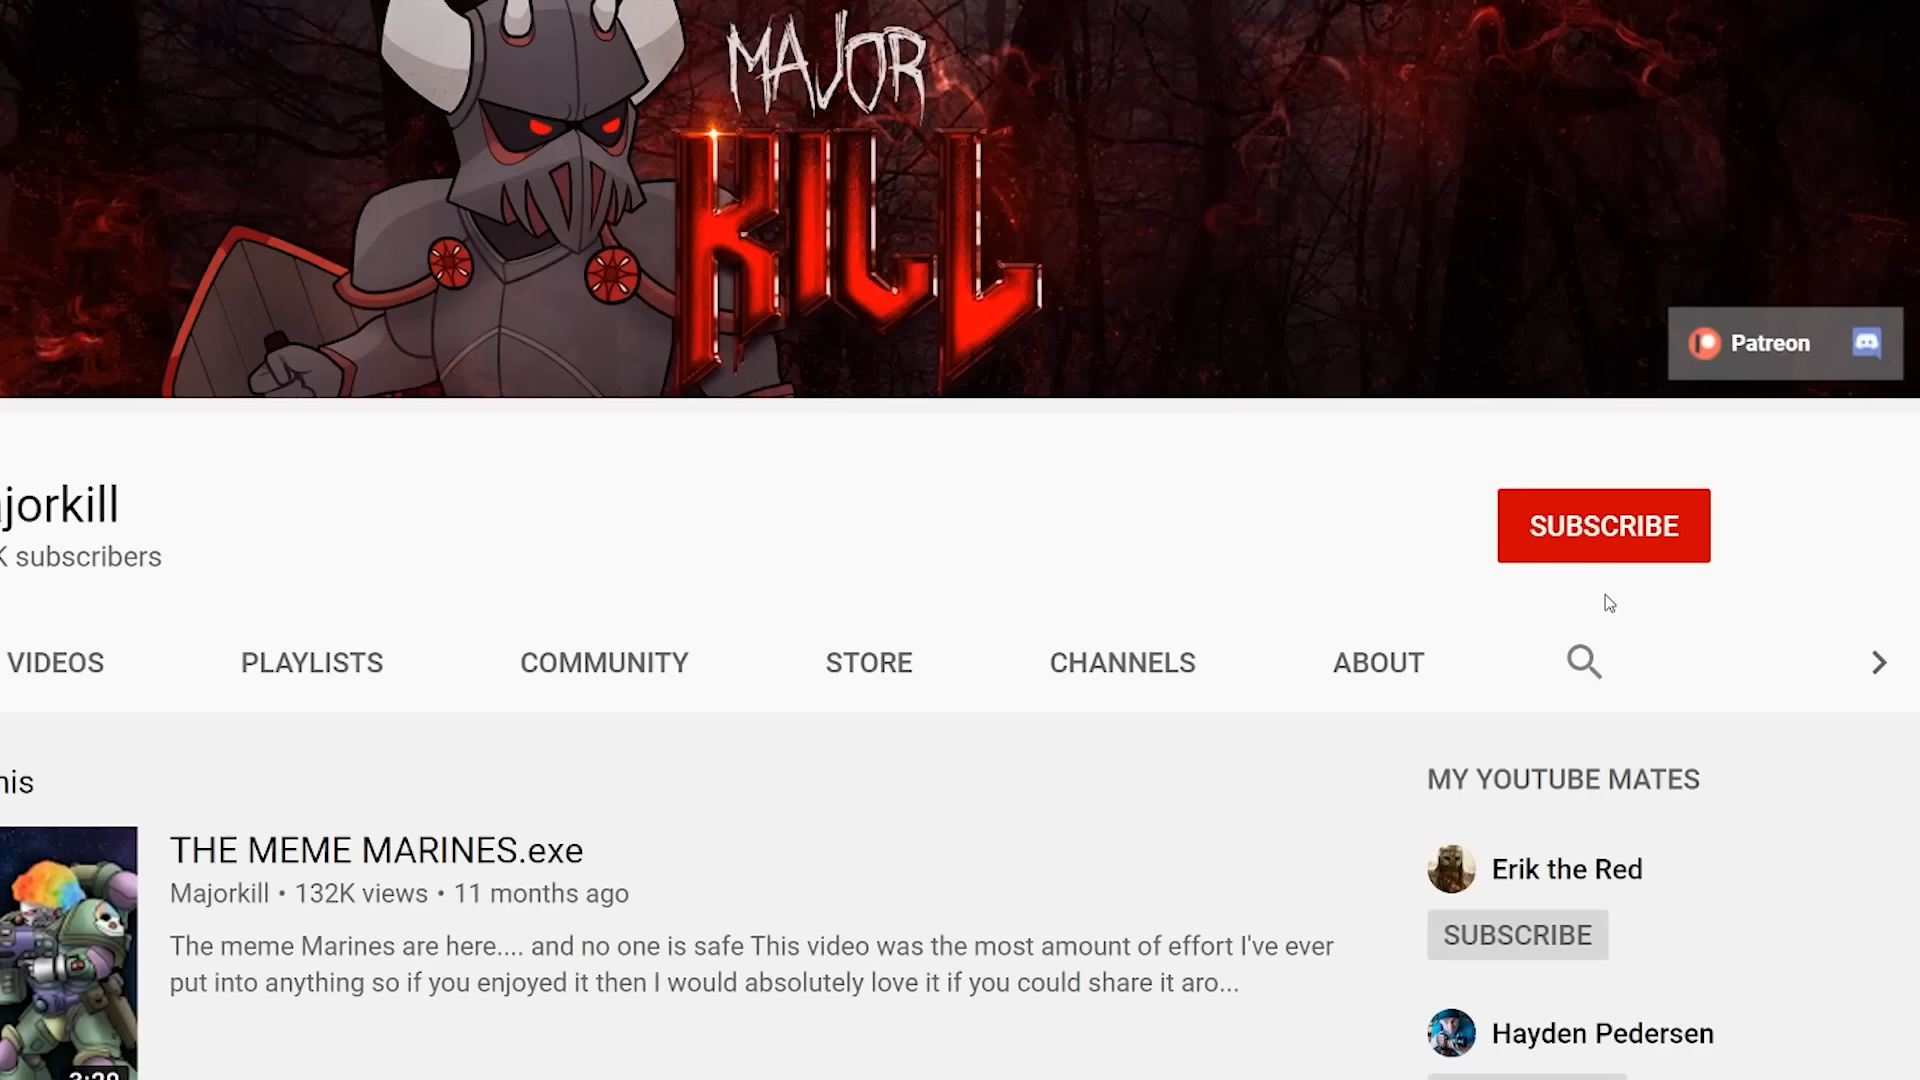 MAJOR
KILL
Patreon
jorkill
K subscribers
SUBSCRIBE
VIDEOS
PLAYLISTS
COMMUNITY
STORE
CHANNELS
ABOUT
his
THE MEME MARINES.exe
Majorkill • 132K views • 11 months ago
The meme Marines are here.... and no one is safe This video was the most amount of effort I've ever
put into anything so if you enjoyed it then I would absolutely love it if you could share it aro...
MY YOUTUBE MATES
Erik the Red
SUBSCRIBE
Hayden Pedersen